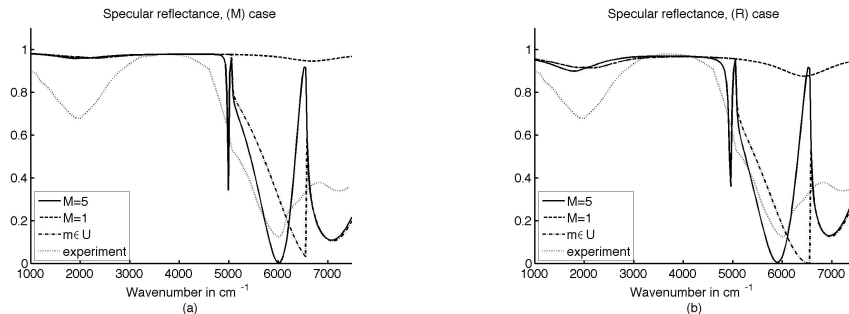 Specular reflectance, (M) case
1
0.8
0.6
0.4
0.2
0
M=5
M=1
m∈ U
experiment
1000 2000 3000 4000 5000 6000 7000
Wavenumber in cm -1
(a)
Specular reflectance, (R) case
1
0.8
0.6
0.4
0.2
0
M=5
M=1
m∈ U
experiment
1000 2000 3000 4000 5000 6000 7000
Wavenumber in cm -1
(b)